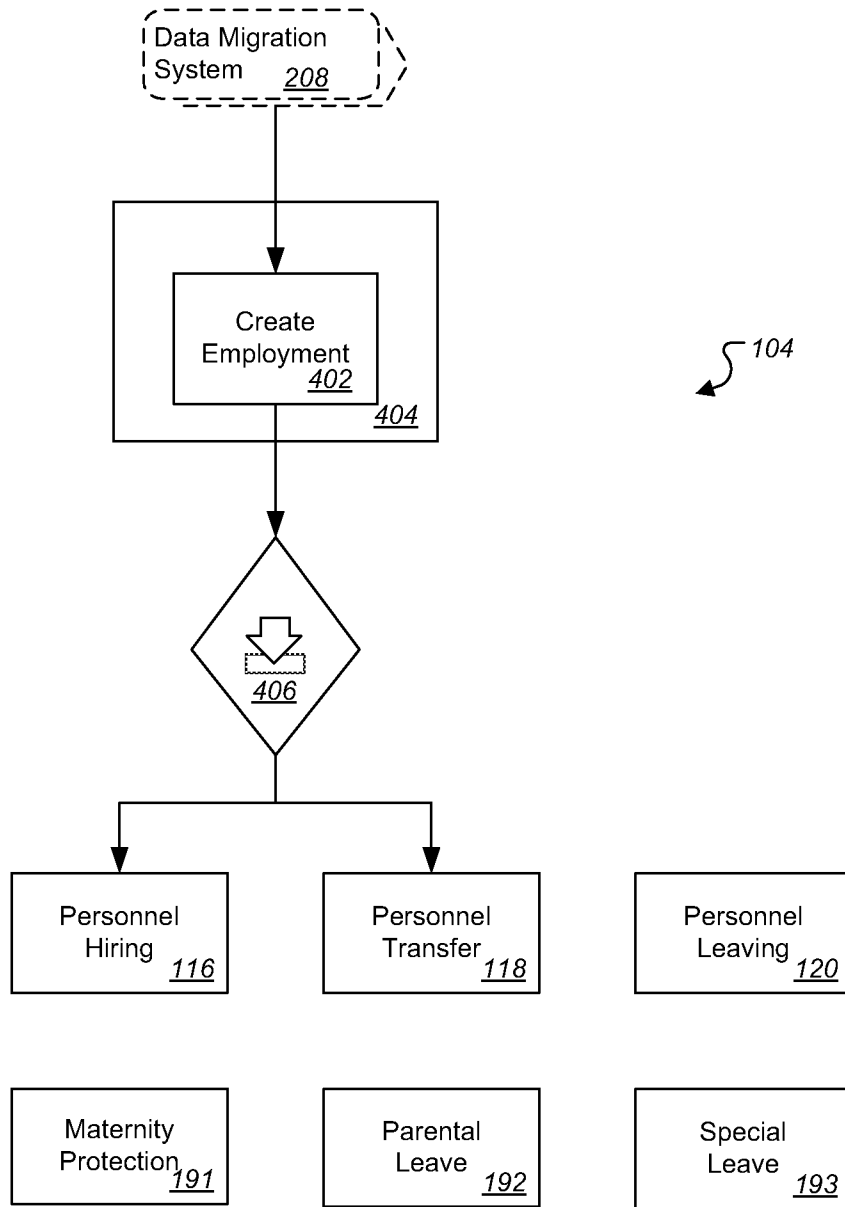 Data Migration
System
208
Create
Employment
402
404
104
406
Personnel
Hiring
116
Personnel
Transfer
118
Personnel
Leaving
120
Maternity
Protection
191
Parental
Leave
192
Special
Leave
193